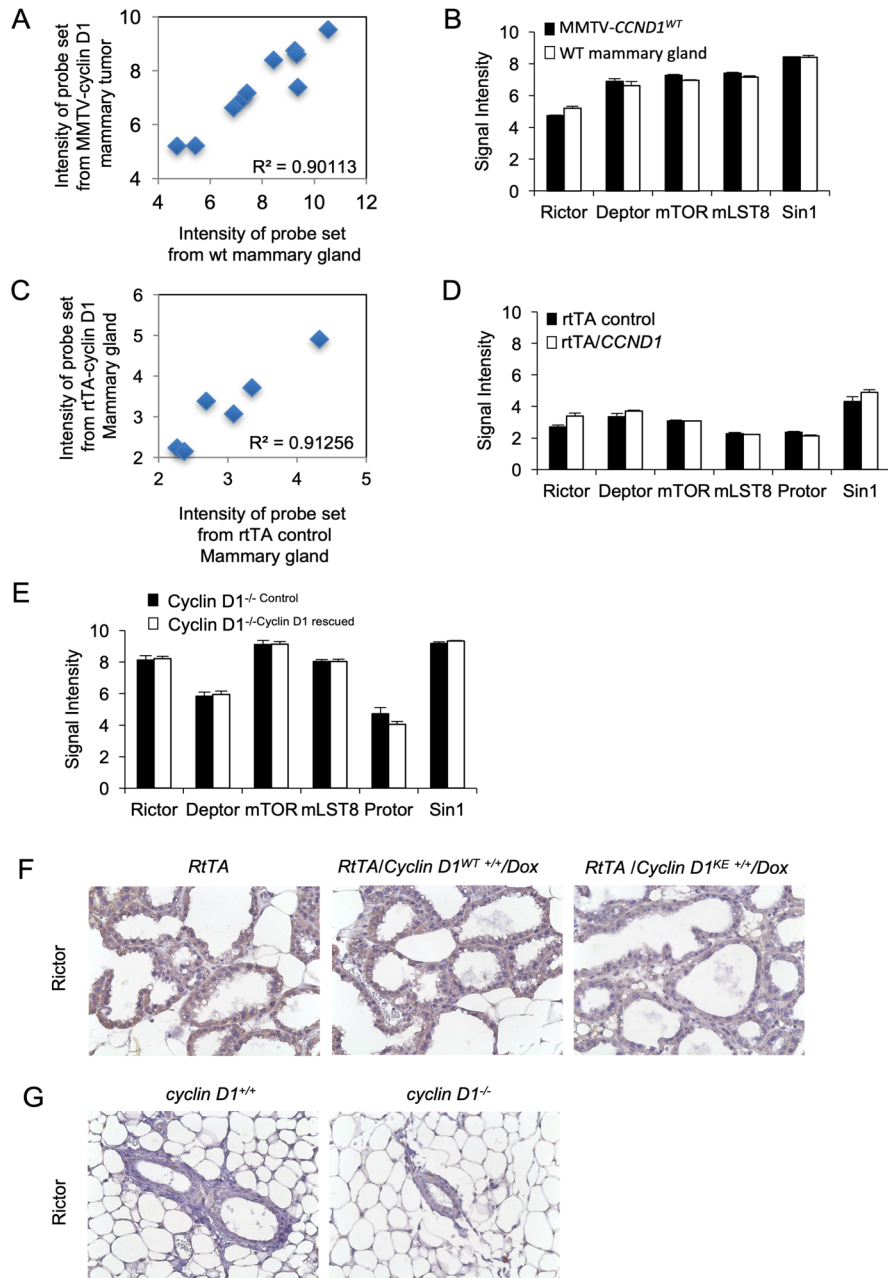 A
Intensity of probe set
from MMTV-cyclin D1
mammary tumor
10
8
6
4
R² = 0.90113
4 6 8 10 12
Intensity of probe set
from wt mammary gland
B
MMTV-CCND1WT
WT mammary gland
Signal Intensity
10
8
6
4
2
0
Rictor Deptor mTOR mLST8 Sin1
C
Intensity of probe set
from rtTA-cyclin D1
Mammary gland
6
5
4
3
2
R² = 0.91256
2 3 4 5
Intensity of probe set
from rtTA control
Mammary gland
D
rtTA control
rtTA/CCND1
Signal Intensity
10
8
6
4
2
0
Rictor Deptor mTOR mLST8 Protor Sin1
E
Cyclin D1-/- Control
Cyclin D1-/-Cyclin D1 rescued
Signal Intensity
10
8
6
4
2
0
Rictor Deptor mTOR mLST8 Protor Sin1
F
RtTA RtTA/Cyclin D1WT +/+/Dox RtTA /Cyclin D1KE +/+/Dox
Rictor
G
cyclin D1+/+ cyclin D1-/-
Rictor